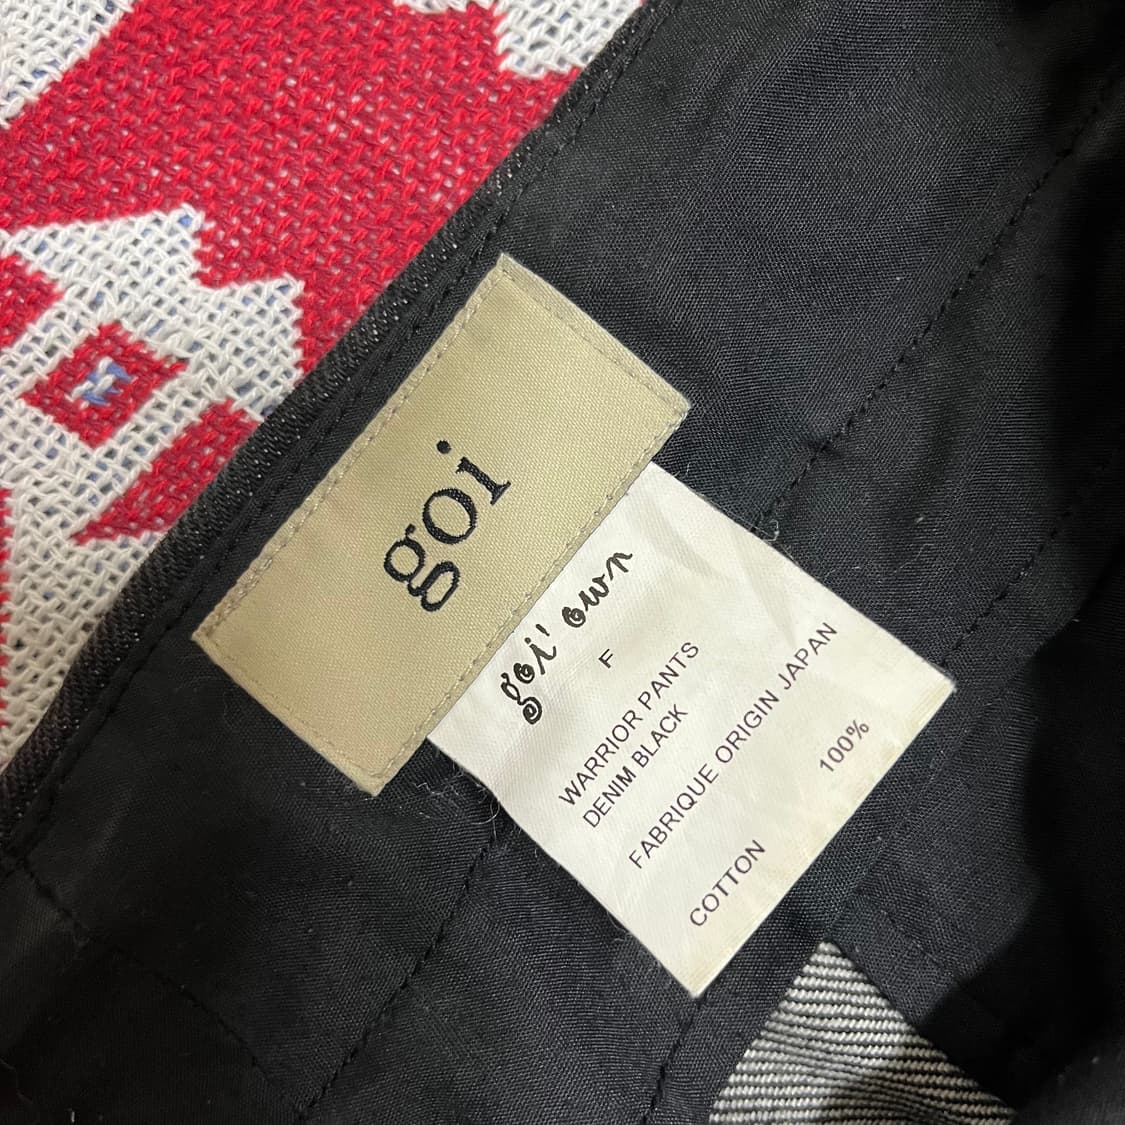 goi
goi' own
F
WARRIOR PANTS
DENIM BLACK
FABRIQUE ORIGIN JAPAN
100%
COTTON